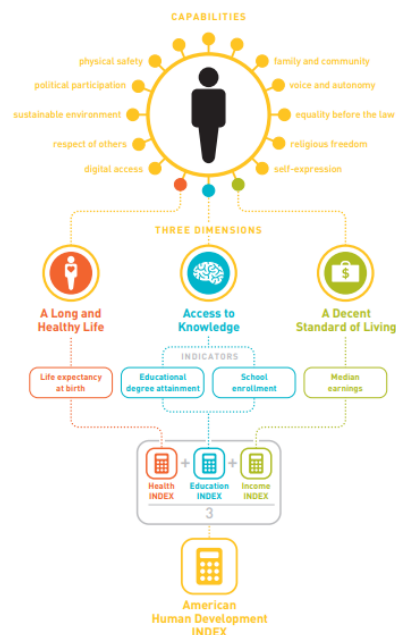 CAPABILITIES
physical safety
family and community
political participation
voice and autonomy
sustainable environment
equality before the law
respect of others
religious freedom
digital access
self-expression
THREE DIMENSIONS
$
A Long and
Healthy Life
Access to
Knowledge
A Decent
Standard of Living
INDICATORS
Life expectancy
at birth
Educational
degree attainment
School
enrollment
Median
earnings
+ +
Health
INDEX
Education
INDEX
Income
INDEX
3
American
Human Development
INDEX